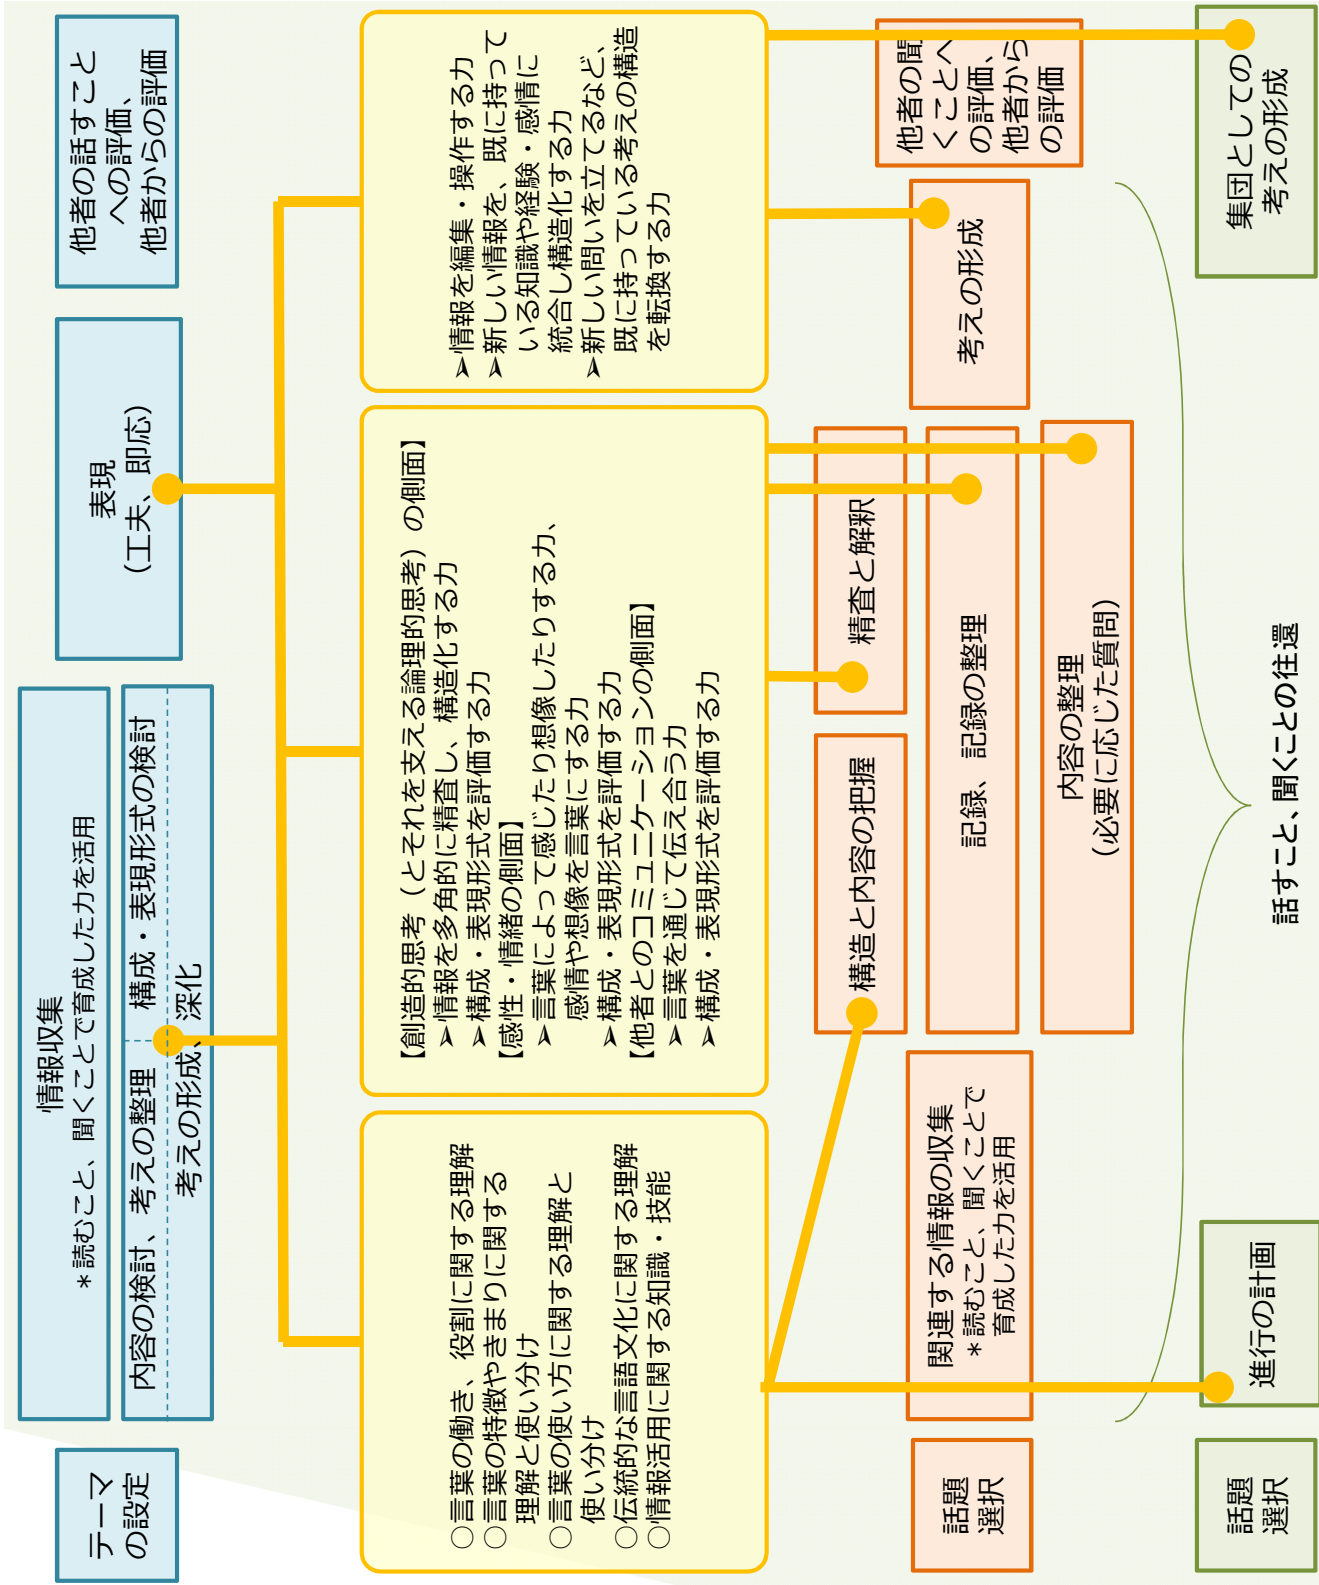 テーマ
の設定
情報収集
＊読むこと、聞くことで育成した力を活用
内容の検討、考えの整理
構成・表現形式の検討
考えの形成、深化
表現
（工夫、即応）
他者の話すこと
への評価、
他者からの評価
○言葉の働き、役割に関する理解
○言葉の特徴やきまりに関する
理解と使い分け
○言葉の使い方に関する理解と
使い分け
○伝統的な言語文化に関する理解
○情報活用に関する知識・技能
【創造的思考（とそれを支える論理的思考）の側面】
➢情報を多角的に精査し、構造化する力
➢構成・表現形式を評価する力
【感性・情緒の側面】
➢言葉によって感じたり想像したりする力、
感情や想像を言葉にする力
➢構成・表現形式を評価する力
【他者とのコミュニケーションの側面】
➢言葉を通じて伝え合う力
➢構成・表現形式を評価する力
➢情報を編集・操作する力
➢新しい情報を、既に持って
いる知識や経験・感情に
統合し構造化する力
➢新しい問いを立てるなど、
既に持っている考えの構造
を転換する力
話題
選択
関連する情報の収集
＊読むこと、聞くことで
育成した力を活用
構造と内容の把握
精査と解釈
記録、記録の整理
内容の整理
（必要に応じた質問）
考えの形成
他者の聞
くことへ
の評価、
他者から
の評価
話題
選択
進行の計画
話すこと、聞くことの往還
集団としての
考えの形成